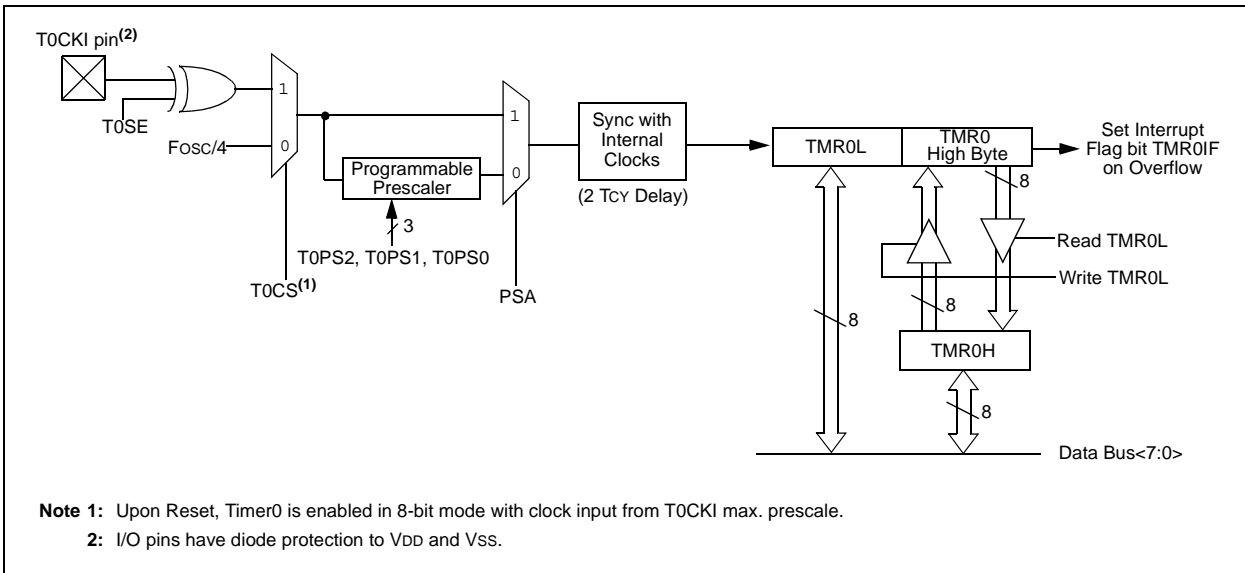 T0CKI pin(2)
T0SE
FOSC/4
1
0
T0CS(1)
Programmable
Prescaler
3
T0PS2, T0PS1, T0PS0
1
0
PSA
Sync with
Internal
Clocks
(2 TCY Delay)
TMR0L
TMR0
High Byte
Set Interrupt
Flag bit TMR0IF
on Overflow
8
Read TMR0L
Write TMR0L
8
8
TMR0H
8
Data Bus<7:0>
Note 1: Upon Reset, Timer0 is enabled in 8-bit mode with clock input from T0CKI max. prescale.
2: I/O pins have diode protection to VDD and VSS.